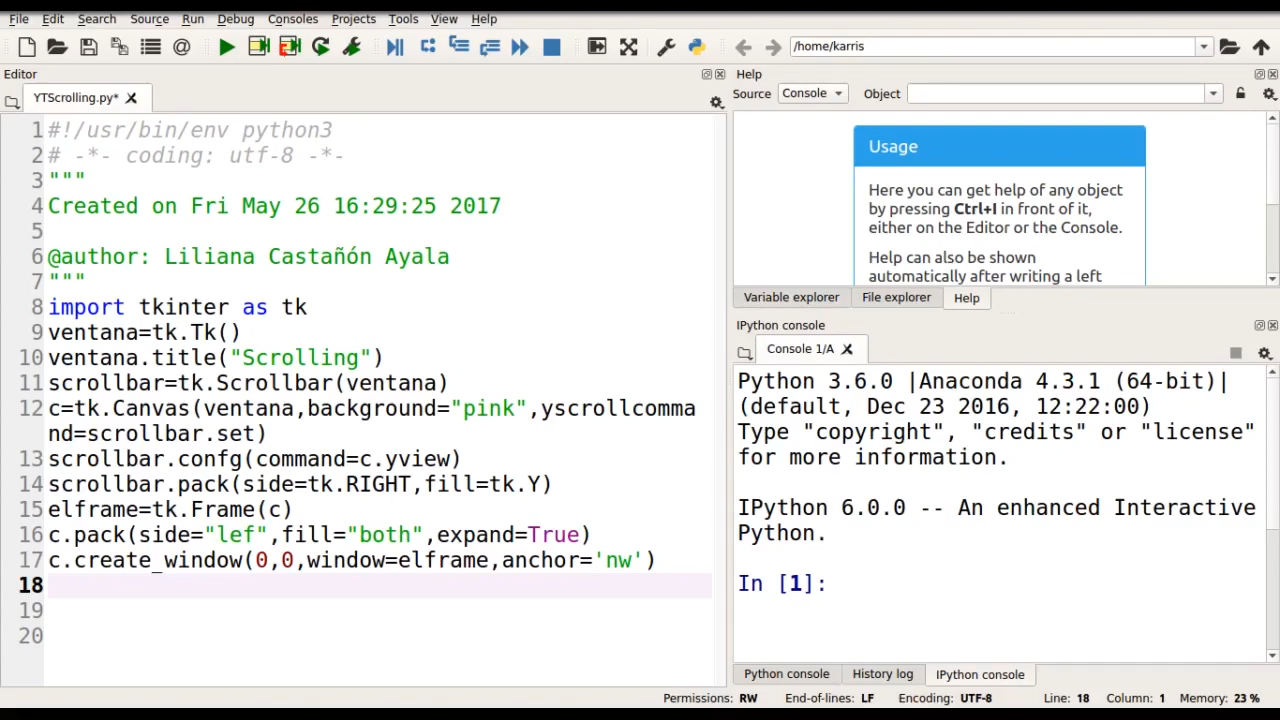 File Edit Search Source Run Debug Consoles Projects Tools View Help
/home/karris
Editor
YTScrolling.py*
1 #!/usr/bin/env python3
2 # -*- coding: utf-8 -*-
3 """
4 Created on Fri May 26 16:29:25 2017
5
6 @author: Liliana Castañón Ayala
7 """
8 import tkinter as tk
9 ventana=tk.Tk()
10 ventana.title("Scrolling")
11 scrollbar=tk.Scrollbar(ventana)
12 c=tk.Canvas(ventana,background="pink",yscrollcomma
nd=scrollbar.set)
13 scrollbar.confg(command=c.yview)
14 scrollbar.pack(side=tk.RIGHT,fill=tk.Y)
15 elframe=tk.Frame(c)
16 c.pack(side="lef",fill="both",expand=True)
17 c.create_window(0,0,window=elframe,anchor='nw')
18
19
20
Help
Source Console Object
Usage
Here you can get help of any object
by pressing Ctrl+I in front of it,
either on the Editor or the Console.
Help can also be shown
automatically after writing a left
Variable explorer File explorer Help
IPython console
Console 1/A
Python 3.6.0 |Anaconda 4.3.1 (64-bit)|
(default, Dec 23 2016, 12:22:00)
Type "copyright", "credits" or "license"
for more information.
IPython 6.0.0 -- An enhanced Interactive
Python.
In [1]:
Python console History log IPython console
Permissions: RW End-of-lines: LF Encoding: UTF-8 Line: 18 Column: 1 Memory: 23 %